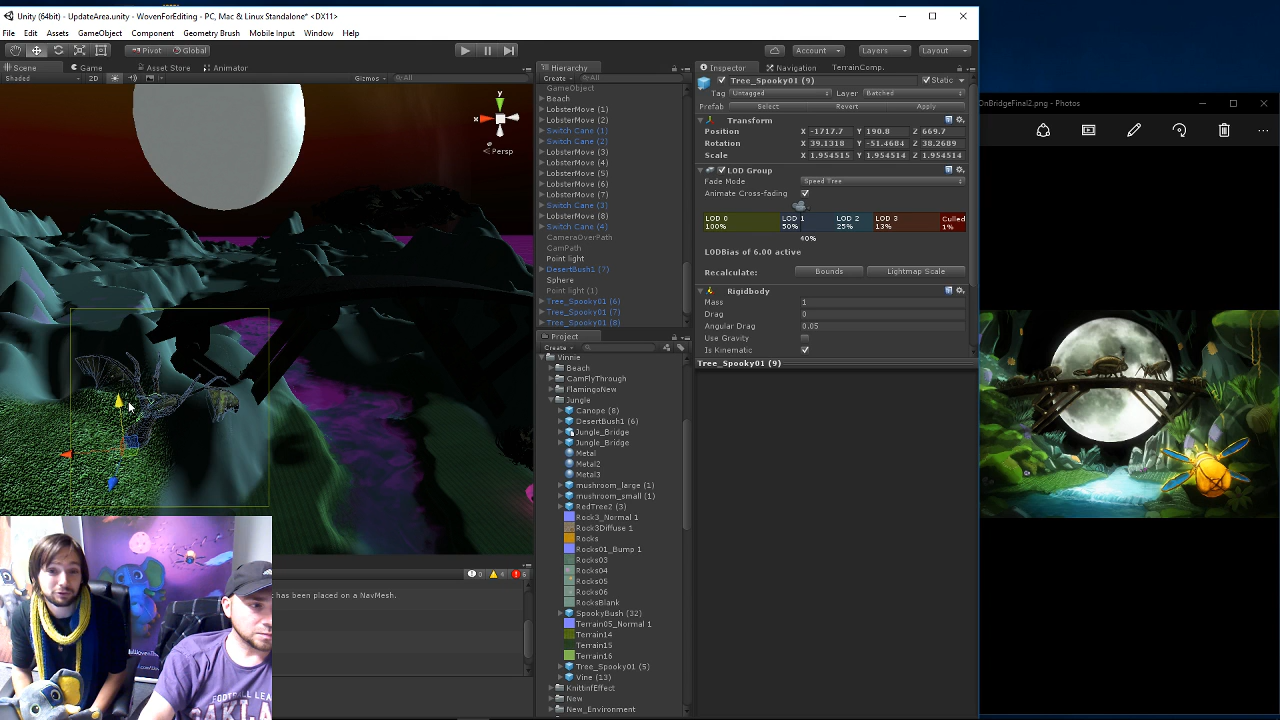 Unity (64bit) - UpdateArea.unity - WovenForEditing - PC, Mac & Linux Standalone* <DX11>
File Edit Assets GameObject Component Geometry Brush Mobile Input Window Help
Pivot Global Account Layers Layout
Scene Game Asset Store Animator
Shaded 2D Gizmos All
y
x
Persp
Hierarchy
Create All
GameObject
Beach
LobsterMove (1)
LobsterMove (2)
Switch Cane (1)
Switch Cane (2)
LobsterMove (3)
LobsterMove (4)
LobsterMove (5)
LobsterMove (6)
LobsterMove (7)
Switch Cane (3)
LobsterMove (8)
Switch Cane (4)
CameraOverPath
CamPath
Point light
DesertBush1 (7)
Sphere
Point light (1)
Tree_Spooky01 (6)
Tree_Spooky01 (7)
Tree_Spooky01 (8)
Project
Create
Vinnie
Beach
CamFlyThrough
FlamingoNew
Jungle
Canope (8)
DesertBush1 (6)
Jungle_Bridge
Jungle_Bridge
Metal
Metal2
Metal3
mushroom_large (1)
mushroom_small (1)
RedTree2 (3)
Rock3_Normal 1
Rock3Diffuse 1
Rocks
Rocks01_Bump 1
Rocks03
Rocks04
Rocks05
Rocks06
RocksBlank
SpookyBush (32)
Terrain05_Normal 1
Terrain14
Terrain15
Terrain16
Tree_Spooky01 (5)
Vine (13)
KnittinfEffect
New
New_Environment
Inspector Navigation TerrainComp.
Tree_Spooky01 (9) Static
Tag Untagged Layer Batched
Prefab Select Revert Apply
Transform
Position X -1717.7 Y 190.8 Z 669.7
Rotation X 39.1318 Y -51.4684 Z 38.2689
Scale X 1.954515 Y 1.954514 Z 1.954514
LOD Group
Fade Mode Speed Tree
Animate Cross-fading
LOD 0 LOD 1 LOD 2 LOD 3 Culled
100% 50% 25% 13% 1%
40%
LODBias of 6.00 active
Recalculate: Bounds Lightmap Scale
Rigidbody
Mass 1
Drag 0
Angular Drag 0.05
Use Gravity
Is Kinematic
Tree_Spooky01 (9)
0 4 6
has been placed on a NavMesh.
OnBridgeFinal2.png - Photos
FOOTBALL LEA
OAKLA